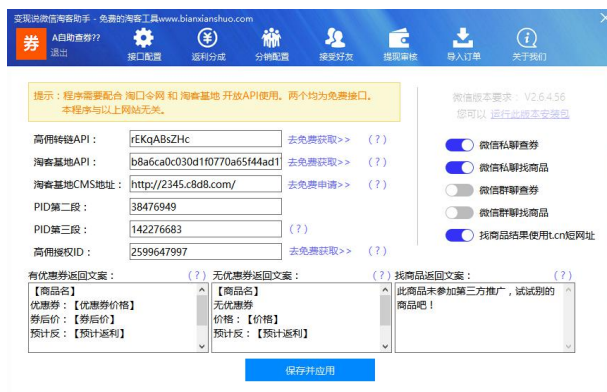 变现说微信淘客助手 - 免费的淘客工具www.bianxianshuo.com
券
A自助查券??
退出
接口配置
返利分成
分销配置
接受好友
提现审核
导入订单
关于我们
提示：程序需要配合 淘口令网 和 淘客基地 开放API使用。两个均为免费接口。
本程序与以上网站无关。
微信版本要求： V2.6.4.56
您可以 运行此版本安装包
高佣转链API：
rEKqABsZHc
去免费获取>>
(？)
淘客基地API：
b8a6ca0c030d1f0770a65f44ad1
去免费获取>>
(？)
淘客基地CMS地址：
http://2345.c8d8.com/
去免费申请>>
(？)
PID第二段：
38476949
PID第三段：
142276683
(？)
高佣授权ID：
2599647997
去免费获取>>
(？)
微信私聊查券
微信私聊找商品
微信群聊查券
微信群聊找商品
找商品结果使用t.cn短网址
有优惠券返回文案：
(？)
【商品名】
优惠券：【优惠券价格】
券后价：【券后价】
预计反：【预计返利】
无优惠券返回文案：
(？)
【商品名】
无优惠券
价格：【价格】
预计反：【预计返利】
找商品返回文案：
(？)
此商品未参加第三方推广，试试别的
商品吧！
保存并应用